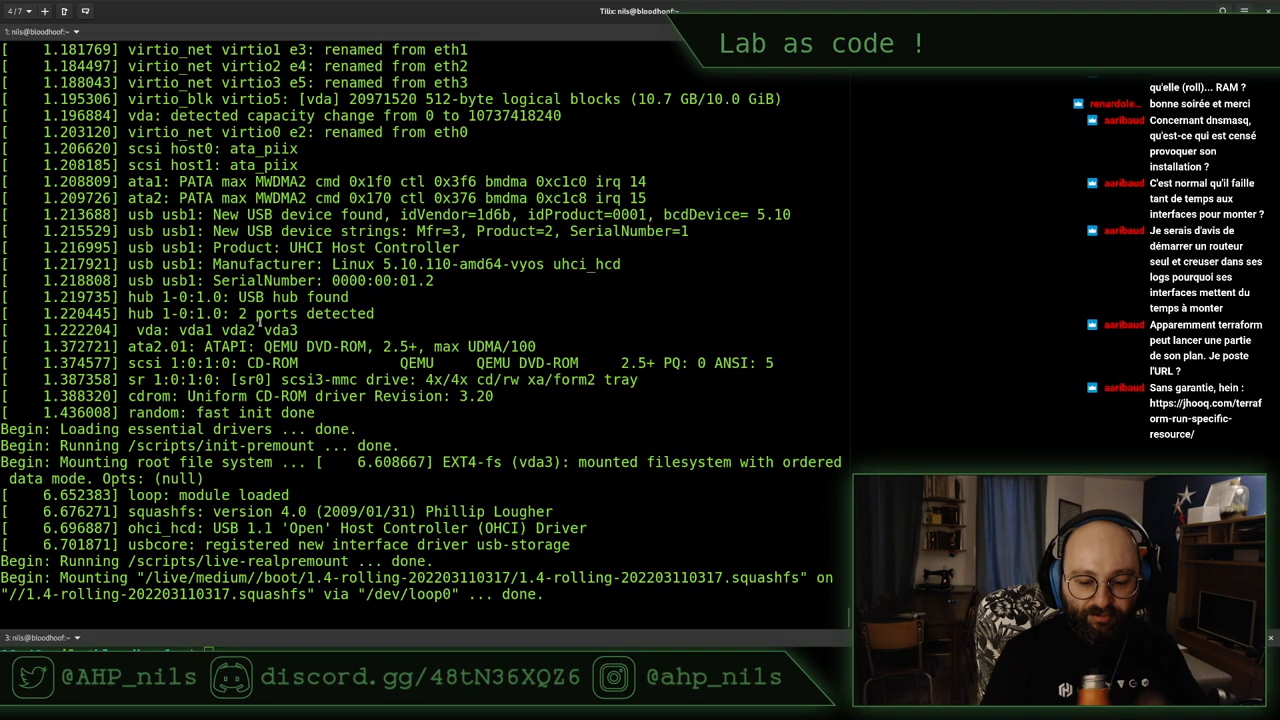 4/7
Tilix: nils@bloodhoof:~
1: nils@bloodhoof:~
Lab as code !
[    1.181769] virtio_net virtio1 e3: renamed from eth1
[    1.184497] virtio_net virtio2 e4: renamed from eth2
[    1.188043] virtio_net virtio3 e5: renamed from eth3
[    1.195306] virtio_blk virtio5: [vda] 20971520 512-byte logical blocks (10.7 GB/10.0 GiB)
[    1.196884] vda: detected capacity change from 0 to 10737418240
[    1.203120] virtio_net virtio0 e2: renamed from eth0
[    1.206620] scsi host0: ata_piix
[    1.208185] scsi host1: ata_piix
[    1.208809] ata1: PATA max MWDMA2 cmd 0x1f0 ctl 0x3f6 bmdma 0xc1c0 irq 14
[    1.209726] ata2: PATA max MWDMA2 cmd 0x170 ctl 0x376 bmdma 0xc1c8 irq 15
[    1.213688] usb usb1: New USB device found, idVendor=1d6b, idProduct=0001, bcdDevice= 5.10
[    1.215529] usb usb1: New USB device strings: Mfr=3, Product=2, SerialNumber=1
[    1.216995] usb usb1: Product: UHCI Host Controller
[    1.217921] usb usb1: Manufacturer: Linux 5.10.110-amd64-vyos uhci_hcd
[    1.218808] usb usb1: SerialNumber: 0000:00:01.2
[    1.219735] hub 1-0:1.0: USB hub found
[    1.220445] hub 1-0:1.0: 2 ports detected
[    1.222204]  vda: vda1 vda2 vda3
[    1.372721] ata2.01: ATAPI: QEMU DVD-ROM, 2.5+, max UDMA/100
[    1.374577] scsi 1:0:1:0: CD-ROM            QEMU     QEMU DVD-ROM     2.5+ PQ: 0 ANSI: 5
[    1.387358] sr 1:0:1:0: [sr0] scsi3-mmc drive: 4x/4x cd/rw xa/form2 tray
[    1.388320] cdrom: Uniform CD-ROM driver Revision: 3.20
[    1.436008] random: fast init done
Begin: Loading essential drivers ... done.
Begin: Running /scripts/init-premount ... done.
Begin: Mounting root file system ... [    6.608667] EXT4-fs (vda3): mounted filesystem with ordered
 data mode. Opts: (null)
[    6.652383] loop: module loaded
[    6.676271] squashfs: version 4.0 (2009/01/31) Phillip Lougher
[    6.696887] ohci_hcd: USB 1.1 'Open' Host Controller (OHCI) Driver
[    6.701871] usbcore: registered new interface driver usb-storage
Begin: Running /scripts/live-realpremount ... done.
Begin: Mounting "/live/medium//boot/1.4-rolling-202203110317/1.4-rolling-202203110317.squashfs" on
"//1.4-rolling-202203110317.squashfs" via "/dev/loop0" ... done.
3: nils@bloodhoof:~
qu'elle (roll)... RAM ?
renardole... bonne soirée et merci
aaribaud Concernant dnsmasq,
qu'est-ce qui est censé
provoquer son
installation ?
aaribaud C'est normal qu'il faille
tant de temps aux
interfaces pour monter ?
aaribaud Je serais d'avis de
démarrer un routeur
seul et creuser dans ses
logs pourquoi ses
interfaces mettent du
temps à monter
aaribaud Apparemment terraform
peut lancer une partie
de son plan. Je poste
l'URL ?
aaribaud Sans garantie, hein :
https://jhooq.com/terraf
orm-run-specific-
resource/
@AHP_nils discord.gg/48tN36XQZ6 @ahp_nils